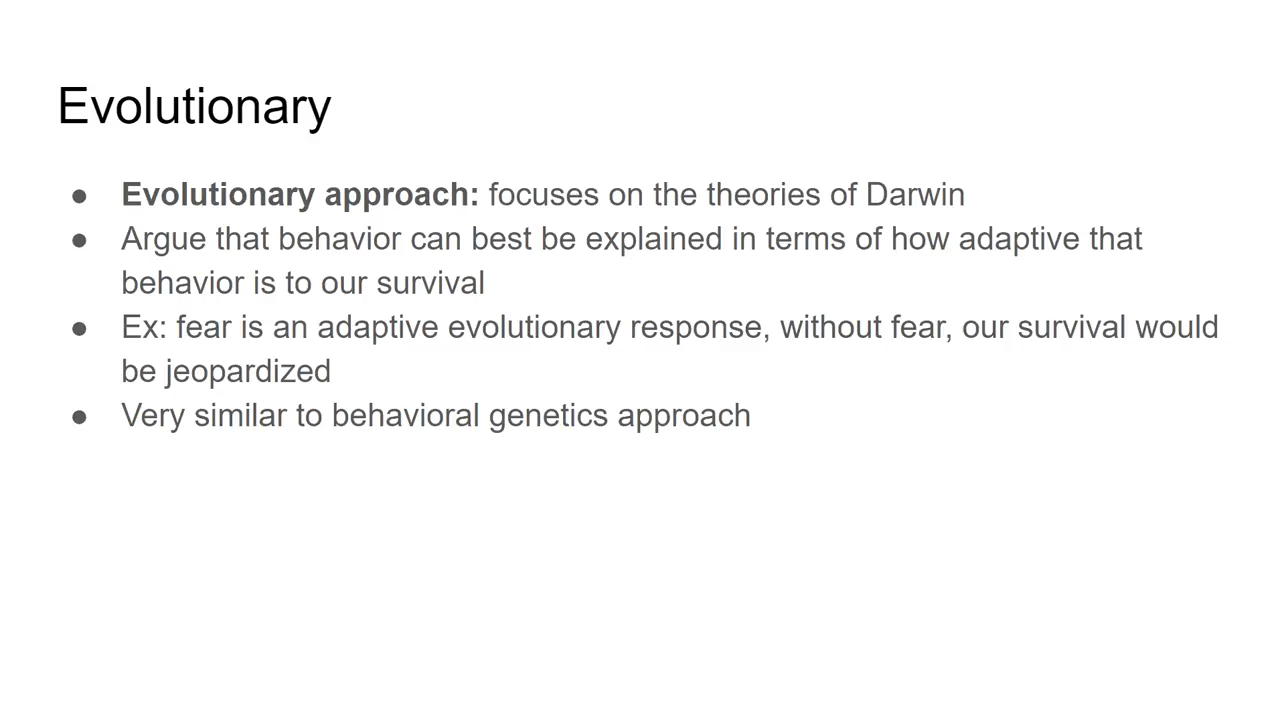 Evolutionary
● Evolutionary approach: focuses on the theories of Darwin
● Argue that behavior can best be explained in terms of how adaptive that
behavior is to our survival
● Ex: fear is an adaptive evolutionary response, without fear, our survival would
be jeopardized
● Very similar to behavioral genetics approach